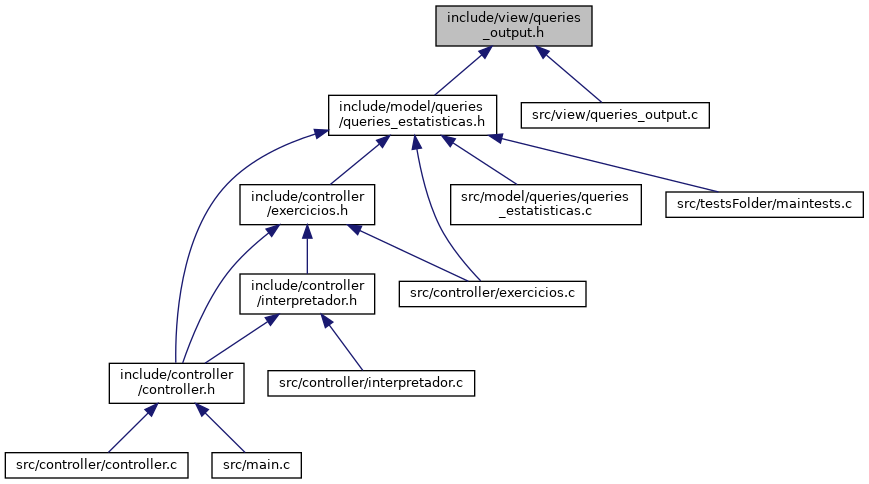 include/view/queries
_output.h
include/model/queries
/queries_estatisticas.h
src/view/queries_output.c
include/controller
/exercicios.h
src/model/queries/queries
_estatisticas.c
src/testsFolder/maintests.c
include/controller
/interpretador.h
src/controller/exercicios.c
include/controller
/controller.h
src/controller/interpretador.c
src/controller/controller.c
src/main.c